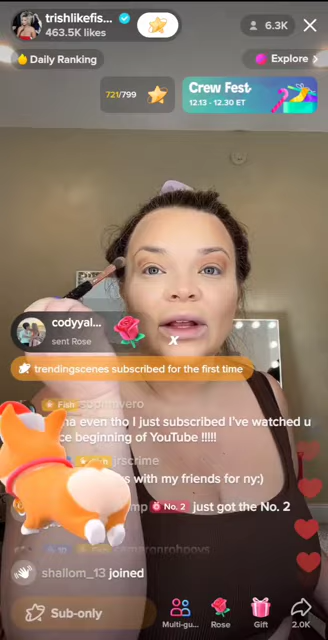 trishlikefis...
463.5K likes
6.3K
Daily Ranking
Explore
721/799
Crew Fest
12.13 - 12.30 ET
codyyal...
sent Rose
x
trendingscenes subscribed for the first time
Fish
even tho I just subscribed I've watched u
beginning of YouTube !!!!!
jrscrime
with my friends for ny:)
No. 2 just got the No. 2
shallom_13 joined
Sub-only
Multi-gu...
Rose
Gift
2.0K